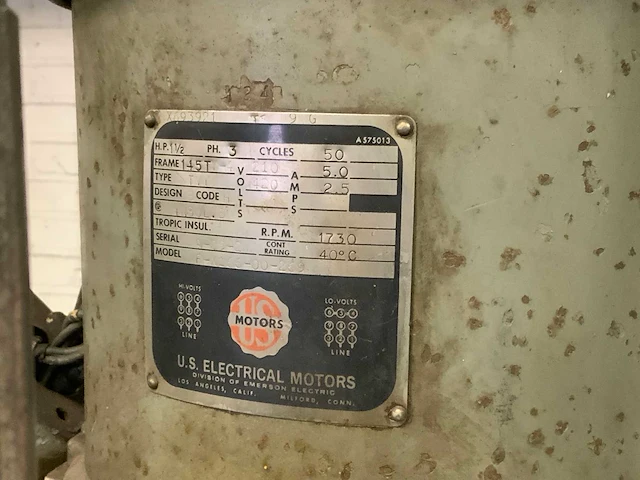 9 G
A575013
H.P. 1½ PH. 3 CYCLES 50
FRAME 145T VOLTS AMPS 5.0
TYPE 2.5
DESIGN CODE
TROPIC INSUL. R.P.M. 1730
SERIAL CONT RATING 40°C
MODEL
HI-VOLTS LO-VOLTS
LINE LINE
US MOTORS
U.S. ELECTRICAL MOTORS
DIVISION OF EMERSON ELECTRIC
LOS ANGELES, CALIF. MILFORD, CONN.